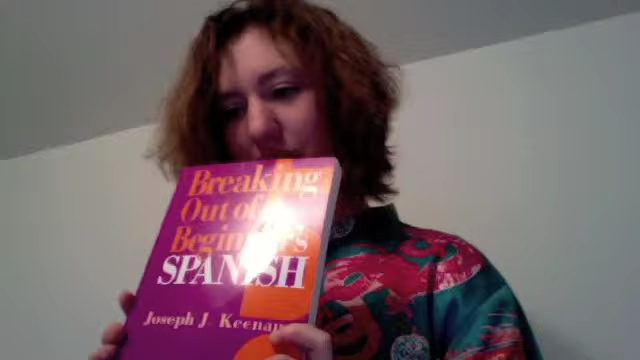 Breaking
Out of
Beginner's
SPANISH
Joseph J. Keenan